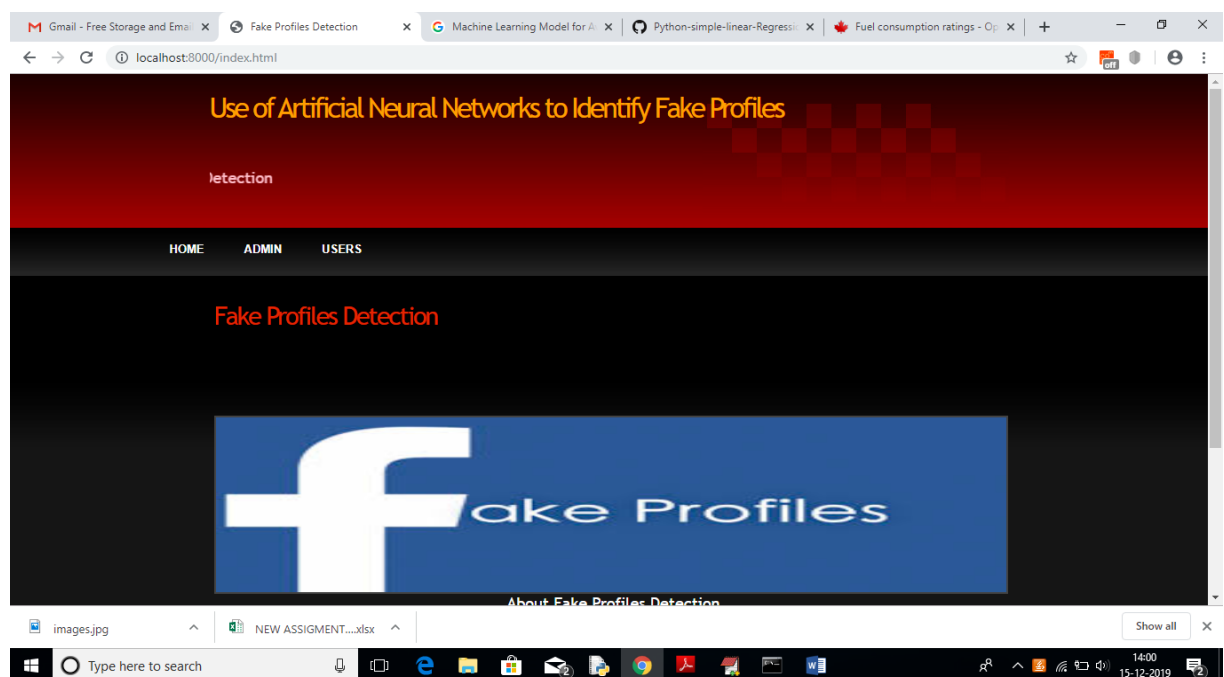 Gmail - Free Storage and Emai
Fake Profiles Detection
Machine Learning Model for A
Python-simple-linear-Regressi
Fuel consumption ratings - Op
localhost:8000/index.html
off
Use of Artificial Neural Networks to Identify Fake Profiles
etection
HOME ADMIN USERS
Fake Profiles Detection
fake Profiles
About Fake Profiles Detection
images.jpg
NEW ASSIGMENT....xlsx
Show all
Type here to search
2
14:00
15-12-2019
2